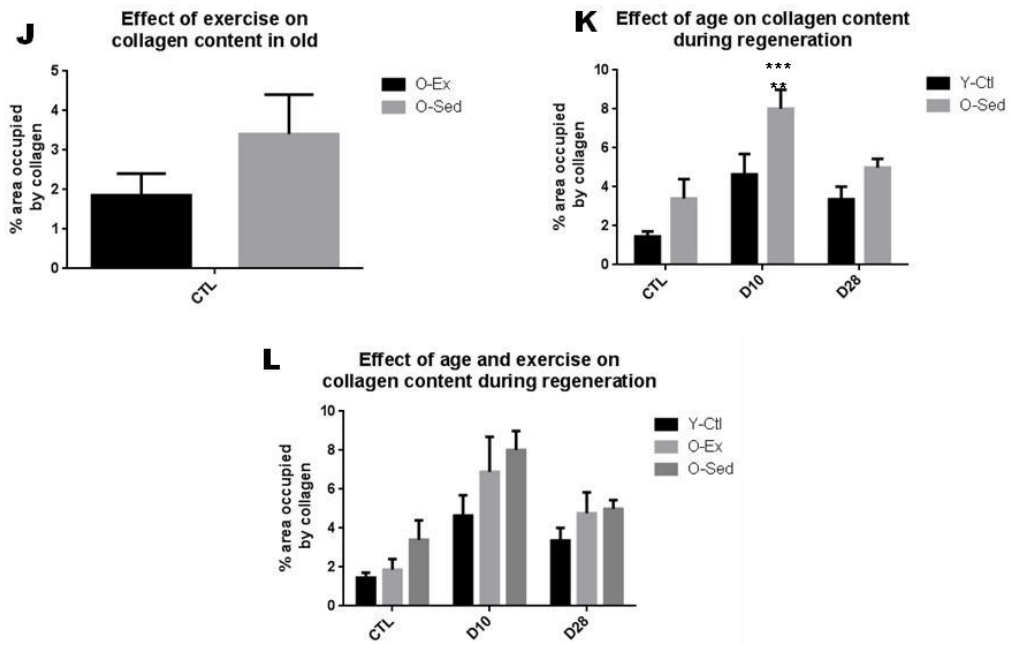 J
Effect of exercise on
collagen content in old
% area occupied
by collagen
5
4
3
2
1
0
CTL
O-Ex
O-Sed
K
Effect of age on collagen content
during regeneration
% area occupied
by collagen
10
8
6
4
2
0
***
**
CTL
D10
D28
Y-Ctl
O-Sed
L
Effect of age and exercise on
collagen content during regeneration
% area occupied
by collagen
10
8
6
4
2
0
CTL
D10
D28
Y-Ctl
O-Ex
O-Sed